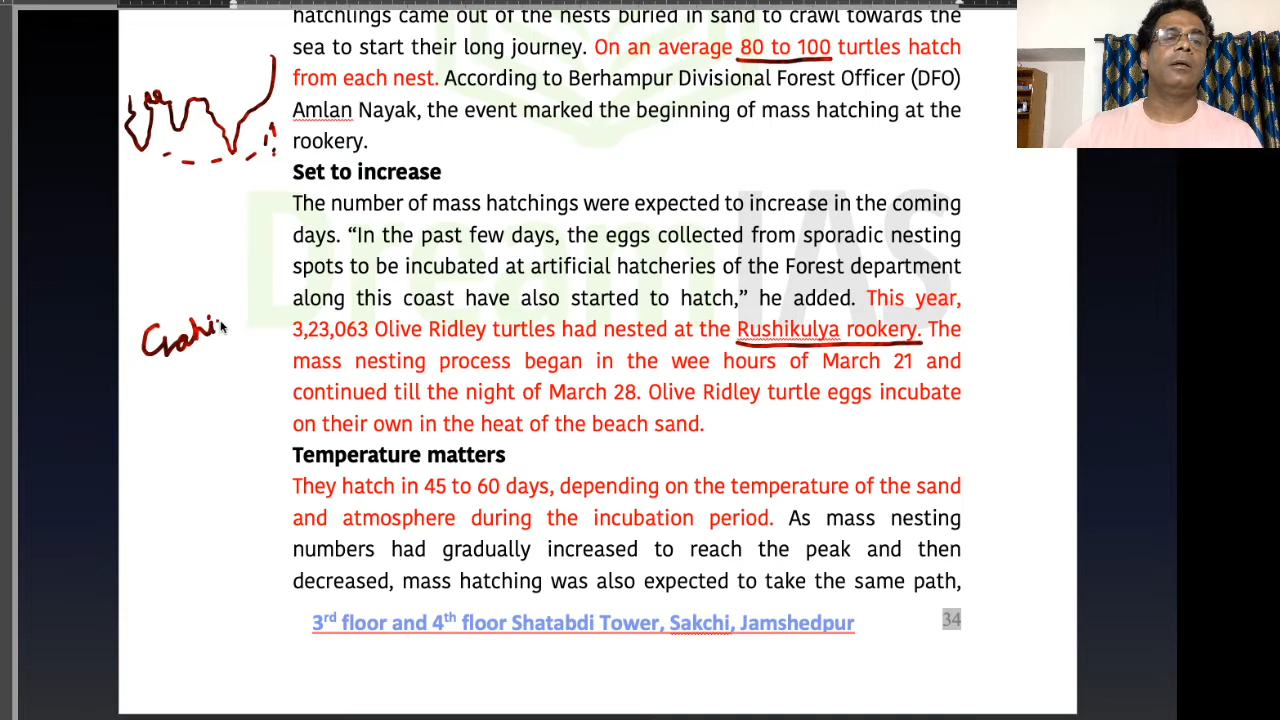 hatchlings came out of the nests buried in sand to crawl towards the
sea to start their long journey. On an average 80 to 100 turtles hatch
from each nest. According to Berhampur Divisional Forest Officer (DFO)
Amlan Nayak, the event marked the beginning of mass hatching at the
rookery.
Set to increase
The number of mass hatchings were expected to increase in the coming
days. “In the past few days, the eggs collected from sporadic nesting
spots to be incubated at artificial hatcheries of the Forest department
along this coast have also started to hatch,” he added. This year,
3,23,063 Olive Ridley turtles had nested at the Rushikulya rookery. The
mass nesting process began in the wee hours of March 21 and
continued till the night of March 28. Olive Ridley turtle eggs incubate
on their own in the heat of the beach sand.
Temperature matters
They hatch in 45 to 60 days, depending on the temperature of the sand
and atmosphere during the incubation period. As mass nesting
numbers had gradually increased to reach the peak and then
decreased, mass hatching was also expected to take the same path,
3rd floor and 4th floor Shatabdi Tower, Sakchi, Jamshedpur
34
Gahi
DreamIAS